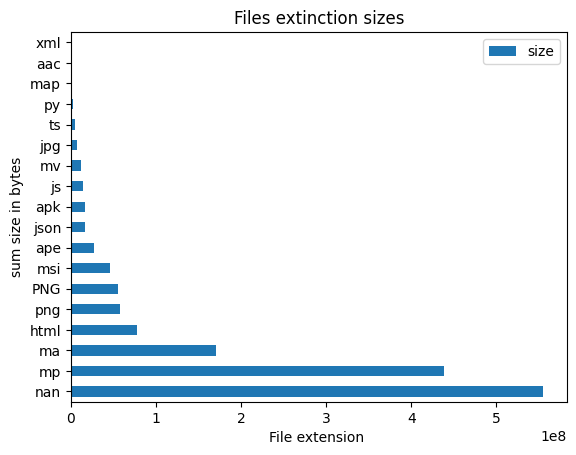 Files extinction sizes
size
xml
aac
map
py
ts
jpg
mv
js
apk
json
ape
msi
PNG
png
html
ma
mp
nan
sum size in bytes
0 1 2 3 4 5
1e8
File extension